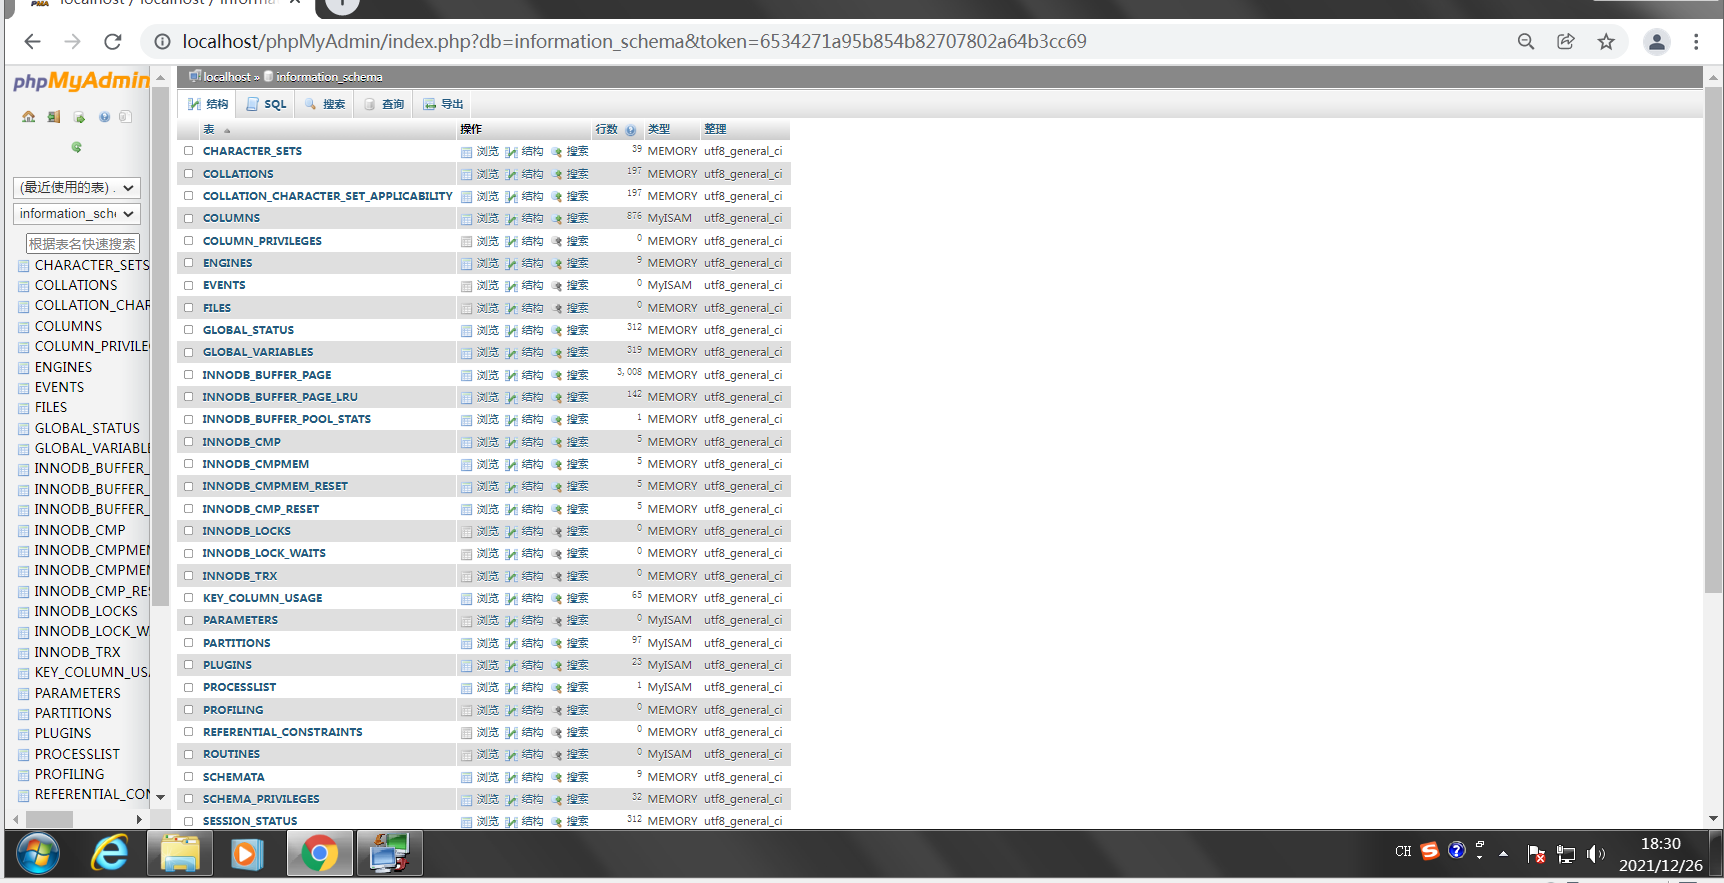 localhost / localhost / informa
localhost/phpMyAdmin/index.php?db=information_schema&token=6534271a95b854b82707802a64b3cc69
phpMyAdmin
(最近使用的表) .
information_sche
根据表名快速搜索
CHARACTER_SETS
COLLATIONS
COLLATION_CHAR
COLUMNS
COLUMN_PRIVILE
ENGINES
EVENTS
FILES
GLOBAL_STATUS
GLOBAL_VARIABLE
INNODB_BUFFER_
INNODB_BUFFER_
INNODB_BUFFER_
INNODB_CMP
INNODB_CMPMEM
INNODB_CMPMEM
INNODB_CMP_RES
INNODB_LOCKS
INNODB_LOCK_W
INNODB_TRX
KEY_COLUMN_US
PARAMETERS
PARTITIONS
PLUGINS
PROCESSLIST
PROFILING
REFERENTIAL_CON
localhost » information_schema
结构 SQL 搜索 查询 导出
表 操作 行数 类型 整理
CHARACTER_SETS 浏览 结构 搜索 39 MEMORY utf8_general_ci
COLLATIONS 浏览 结构 搜索 197 MEMORY utf8_general_ci
COLLATION_CHARACTER_SET_APPLICABILITY 浏览 结构 搜索 197 MEMORY utf8_general_ci
COLUMNS 浏览 结构 搜索 876 MyISAM utf8_general_ci
COLUMN_PRIVILEGES 浏览 结构 搜索 0 MEMORY utf8_general_ci
ENGINES 浏览 结构 搜索 9 MEMORY utf8_general_ci
EVENTS 浏览 结构 搜索 0 MyISAM utf8_general_ci
FILES 浏览 结构 搜索 0 MEMORY utf8_general_ci
GLOBAL_STATUS 浏览 结构 搜索 312 MEMORY utf8_general_ci
GLOBAL_VARIABLES 浏览 结构 搜索 319 MEMORY utf8_general_ci
INNODB_BUFFER_PAGE 浏览 结构 搜索 3,008 MEMORY utf8_general_ci
INNODB_BUFFER_PAGE_LRU 浏览 结构 搜索 142 MEMORY utf8_general_ci
INNODB_BUFFER_POOL_STATS 浏览 结构 搜索 1 MEMORY utf8_general_ci
INNODB_CMP 浏览 结构 搜索 5 MEMORY utf8_general_ci
INNODB_CMPMEM 浏览 结构 搜索 5 MEMORY utf8_general_ci
INNODB_CMPMEM_RESET 浏览 结构 搜索 5 MEMORY utf8_general_ci
INNODB_CMP_RESET 浏览 结构 搜索 5 MEMORY utf8_general_ci
INNODB_LOCKS 浏览 结构 搜索 0 MEMORY utf8_general_ci
INNODB_LOCK_WAITS 浏览 结构 搜索 0 MEMORY utf8_general_ci
INNODB_TRX 浏览 结构 搜索 0 MEMORY utf8_general_ci
KEY_COLUMN_USAGE 浏览 结构 搜索 65 MEMORY utf8_general_ci
PARAMETERS 浏览 结构 搜索 0 MyISAM utf8_general_ci
PARTITIONS 浏览 结构 搜索 97 MyISAM utf8_general_ci
PLUGINS 浏览 结构 搜索 23 MyISAM utf8_general_ci
PROCESSLIST 浏览 结构 搜索 1 MyISAM utf8_general_ci
PROFILING 浏览 结构 搜索 0 MEMORY utf8_general_ci
REFERENTIAL_CONSTRAINTS 浏览 结构 搜索 0 MEMORY utf8_general_ci
ROUTINES 浏览 结构 搜索 0 MyISAM utf8_general_ci
SCHEMATA 浏览 结构 搜索 9 MEMORY utf8_general_ci
SCHEMA_PRIVILEGES 浏览 结构 搜索 32 MEMORY utf8_general_ci
SESSION_STATUS 浏览 结构 搜索 312 MEMORY utf8_general_ci
CH
18:30
2021/12/26